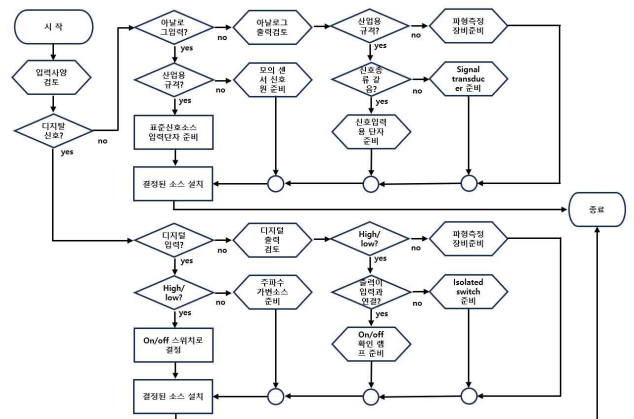 시 작
아날로
그입력?
아날로그
출력검토
산업용
규격?
파형측정
장비준비
yes
no
yes
no
입력사양
검토
산업용
규격?
모의 센
서 신호
원 준비
신호종
류 같
음?
Signal
transduc
er 준비
yes
no
yes
no
디지탈
신호?
no
yes
표준신호소스
입력단자 준비
신호입력
용 단자
준비
결정된 소스 설치
종료
디지털
입력?
디지털
출력
검토
High/
low?
파형측정
장비준비
yes
no
yes
no
High/
low?
주파수
가변소스
준비
출력이
입력과
연결?
Isolated
switch
준비
yes
no
yes
no
On/off 스위치로
결정
On/off
확인 램
프 준비
결정된 소스 설치